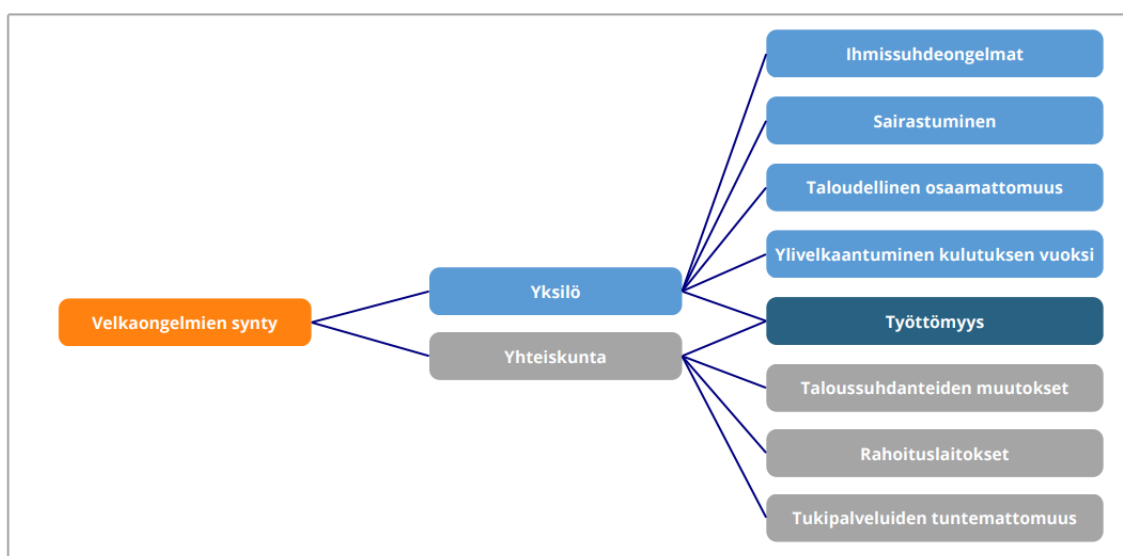 Velkaongelmien synty
Yksilö
Yhteiskunta
Ihmissuhdeongelmat
Sairastuminen
Taloudellinen osaamattomuus
Ylivelkaantuminen kulutuksen vuoksi
Työttömyys
Taloussuhdanteiden muutokset
Rahoituslaitokset
Tukipalveluiden tuntemattomuus